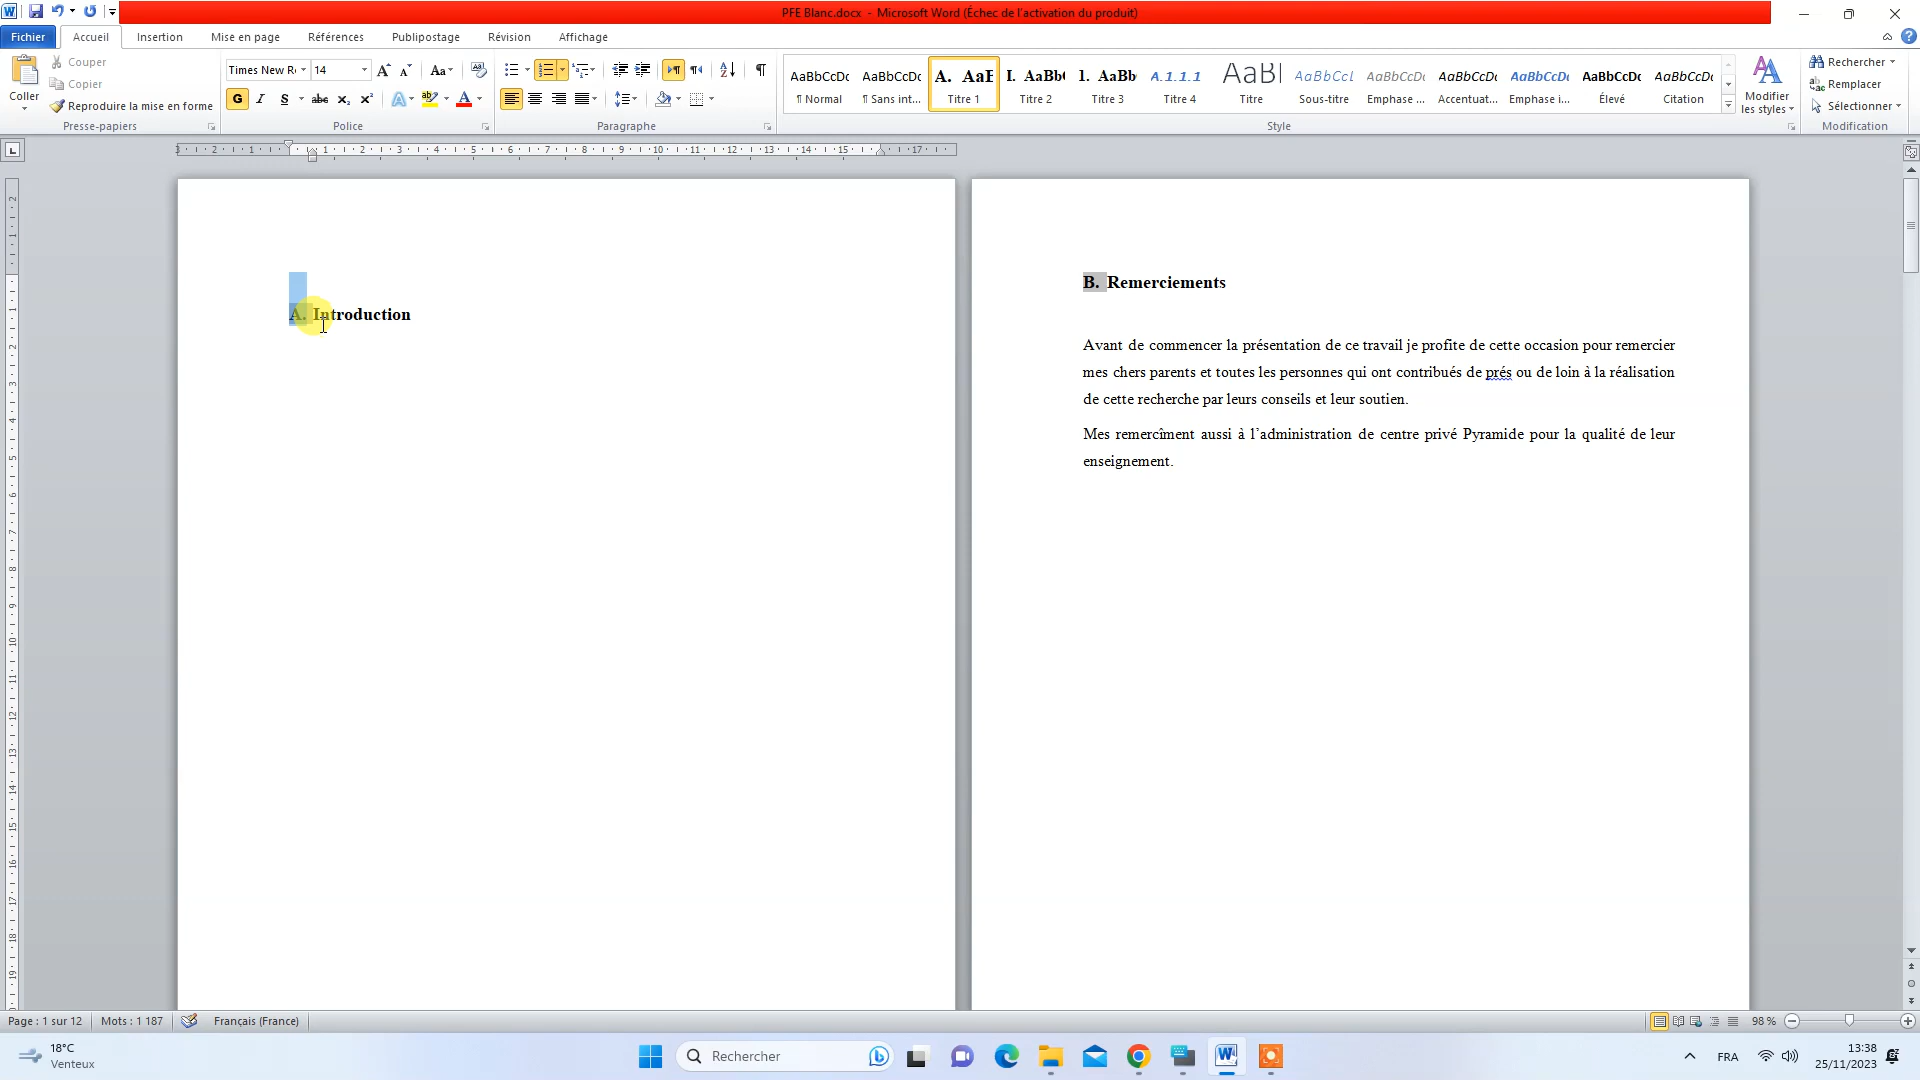 PFE Blanc.docx - Microsoft Word (Échec de l'activation du produit)
Fichier Accueil Insertion Mise en page Références Publipostage Révision Affichage
Coller
Couper
Copier
Reproduire la mise en forme
Presse-papiers
Times New R 14
Police
Paragraphe
AaBbCcDc AaBbCcDc A. AaE I. AaBb( 1. AaBb A.1.1.1 AaBl AaBbCcl AaBbCcDc AaBbCcDc AaBbCcDc AaBbCcDc AaBbCcDc
¶ Normal ¶ Sans int... Titre 1 Titre 2 Titre 3 Titre 4 Titre Sous-titre Emphase ... Accentuat... Emphase i... Élevé Citation
Style
Modifier
les styles
Rechercher
Remplacer
Sélectionner
Modification
A. Introduction
B. Remerciements
Avant de commencer la présentation de ce travail je profite de cette occasion pour remercier
mes chers parents et toutes les personnes qui ont contribués de prés ou de loin à la réalisation
de cette recherche par leurs conseils et leur soutien.
Mes remercîment aussi à l'administration de centre privé Pyramide pour la qualité de leur
enseignement.
Page : 1 sur 12 Mots : 1 187 Français (France) 98 %
18°C
Venteux
Rechercher
FRA
13:38
25/11/2023